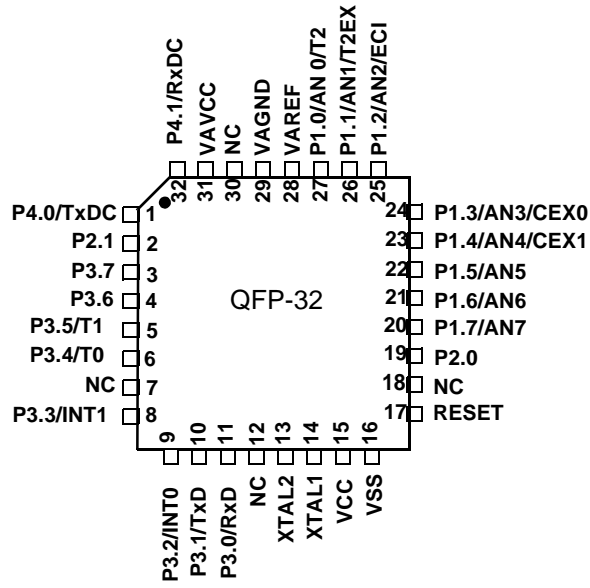 P4.1/RxDC
VAVCC
NC
VAGND
VAREF
P1.0/AN 0/T2
P1.1/AN1/T2EX
P1.2/AN2/ECI
32 31 30 29 28 27 26 25
P4.0/TxDC 1
P2.1 2
P3.7 3
P3.6 4
P3.5/T1 5
P3.4/T0 6
NC 7
P3.3/INT1 8
QFP-32
24 P1.3/AN3/CEX0
23 P1.4/AN4/CEX1
22 P1.5/AN5
21 P1.6/AN6
20 P1.7/AN7
19 P2.0
18 NC
17 RESET
9 10 11 12 13 14 15 16
P3.2/INT0
P3.1/TxD
P3.0/RxD
NC
XTAL2
XTAL1
VCC
VSS